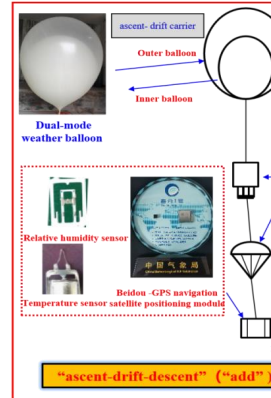 ascent- drift carrier
Outer balloon
Inner balloon
Dual-mode
weather balloon
Relative humidity sensor
Temperature sensor
中国气象局
Beidou -GPS navigation
satellite positioning module
“ascent-drift-descent” (“add” )